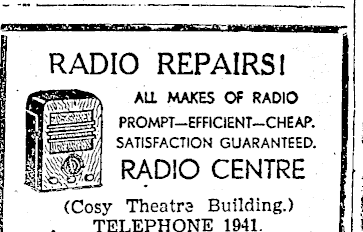 RADIO REPAIRS!
ALL MAKES OF RADIO
PROMPT—EFFICIENT—CHEAP.
SATISFACTION GUARANTEED.
RADIO CENTRE
(Cosy Theatre Building.)
TELEPHONE 1941.